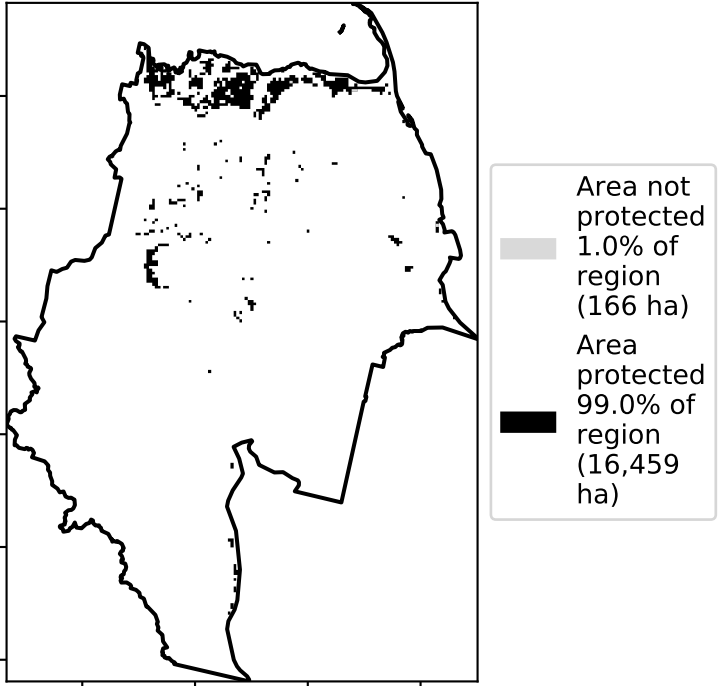 Area not
protected
1.0% of
region
(166 ha)
Area
protected
99.0% of
region
(16,459
ha)